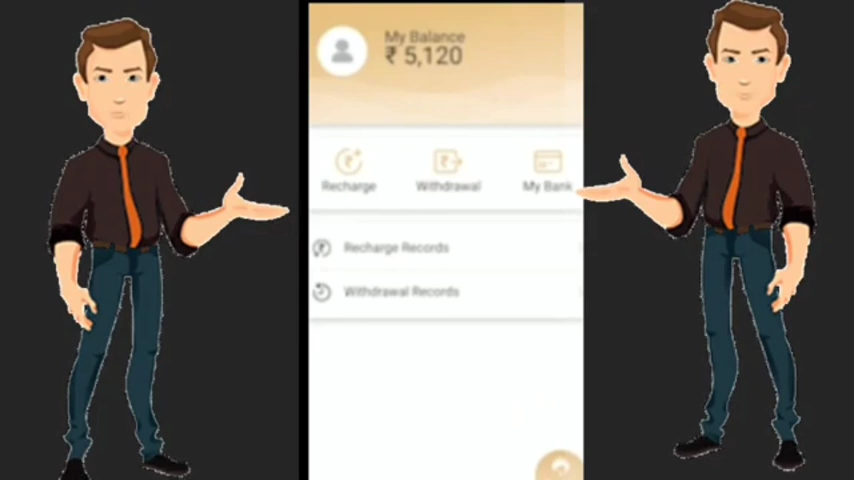 My Balance
₹ 5,120
Recharge Withdrawal My Bank
Recharge Records
Withdrawal Records